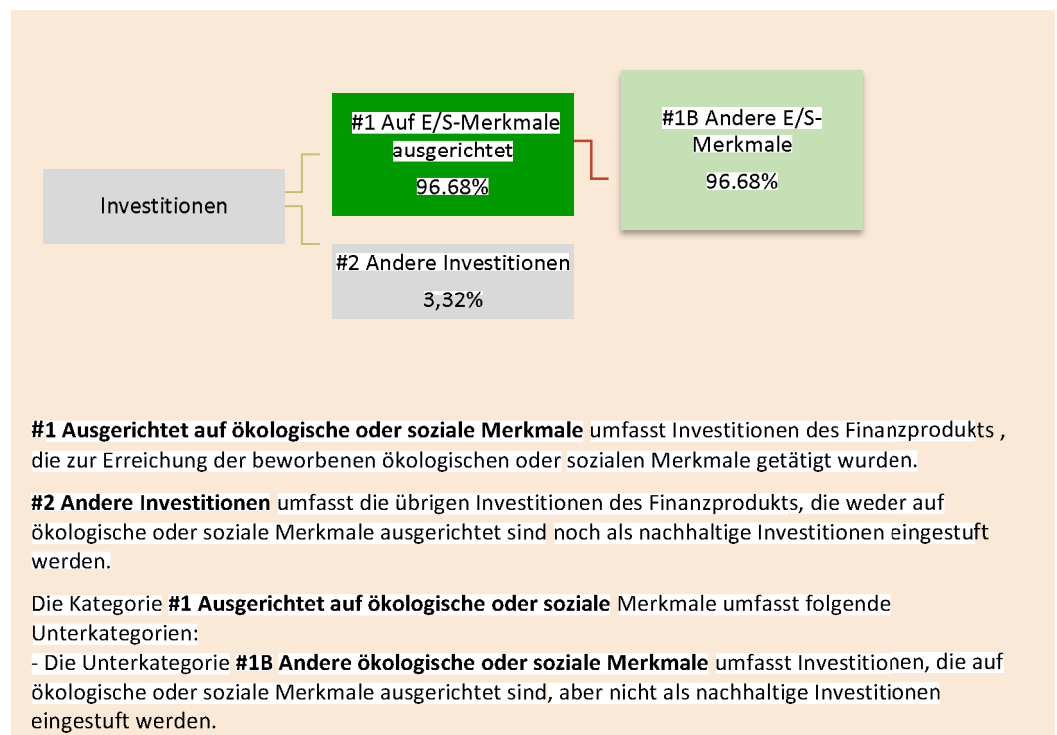 Investitionen
#1 Auf E/S-Merkmale
ausgerichtet
96.68%
#1B Andere E/S-
Merkmale
96.68%
#2 Andere Investitionen
3,32%
#1 Ausgerichtet auf ökologische oder soziale Merkmale umfasst Investitionen des Finanzprodukts ,
die zur Erreichung der beworbenen ökologischen oder sozialen Merkmale getätigt wurden.
#2 Andere Investitionen umfasst die übrigen Investitionen des Finanzprodukts, die weder auf
ökologische oder soziale Merkmale ausgerichtet sind noch als nachhaltige Investitionen eingestuft
werden.
Die Kategorie #1 Ausgerichtet auf ökologische oder soziale Merkmale umfasst folgende
Unterkategorien:
- Die Unterkategorie #1B Andere ökologische oder soziale Merkmale umfasst Investitionen, die auf
ökologische oder soziale Merkmale ausgerichtet sind, aber nicht als nachhaltige Investitionen
eingestuft werden.